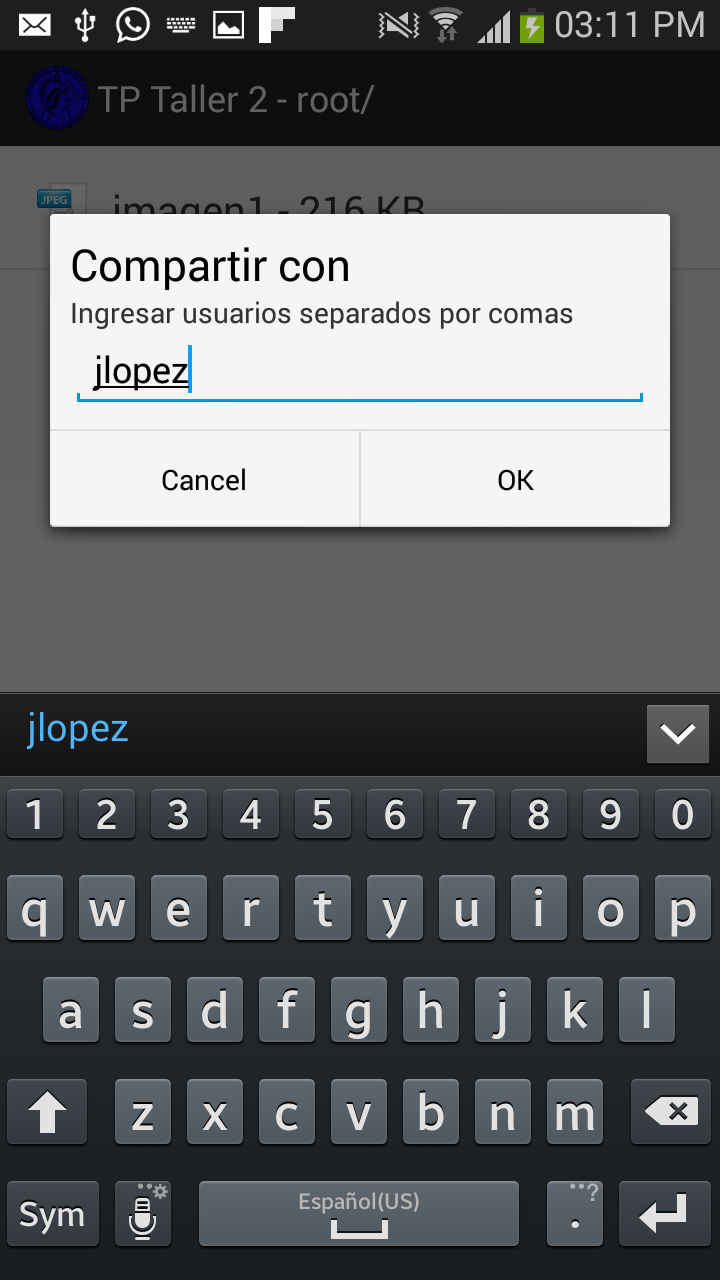 03:11 PM
TP Taller 2 - root/
JPEG
imagen1 - 216 KB
Compartir con
Ingresar usuarios separados por comas
jlopez
Cancel OK
jlopez
1 2 3 4 5 6 7 8 9 0
q w e r t y u i o p
a s d f g h j k l
z x c v b n m
Sym Español(US) . ?